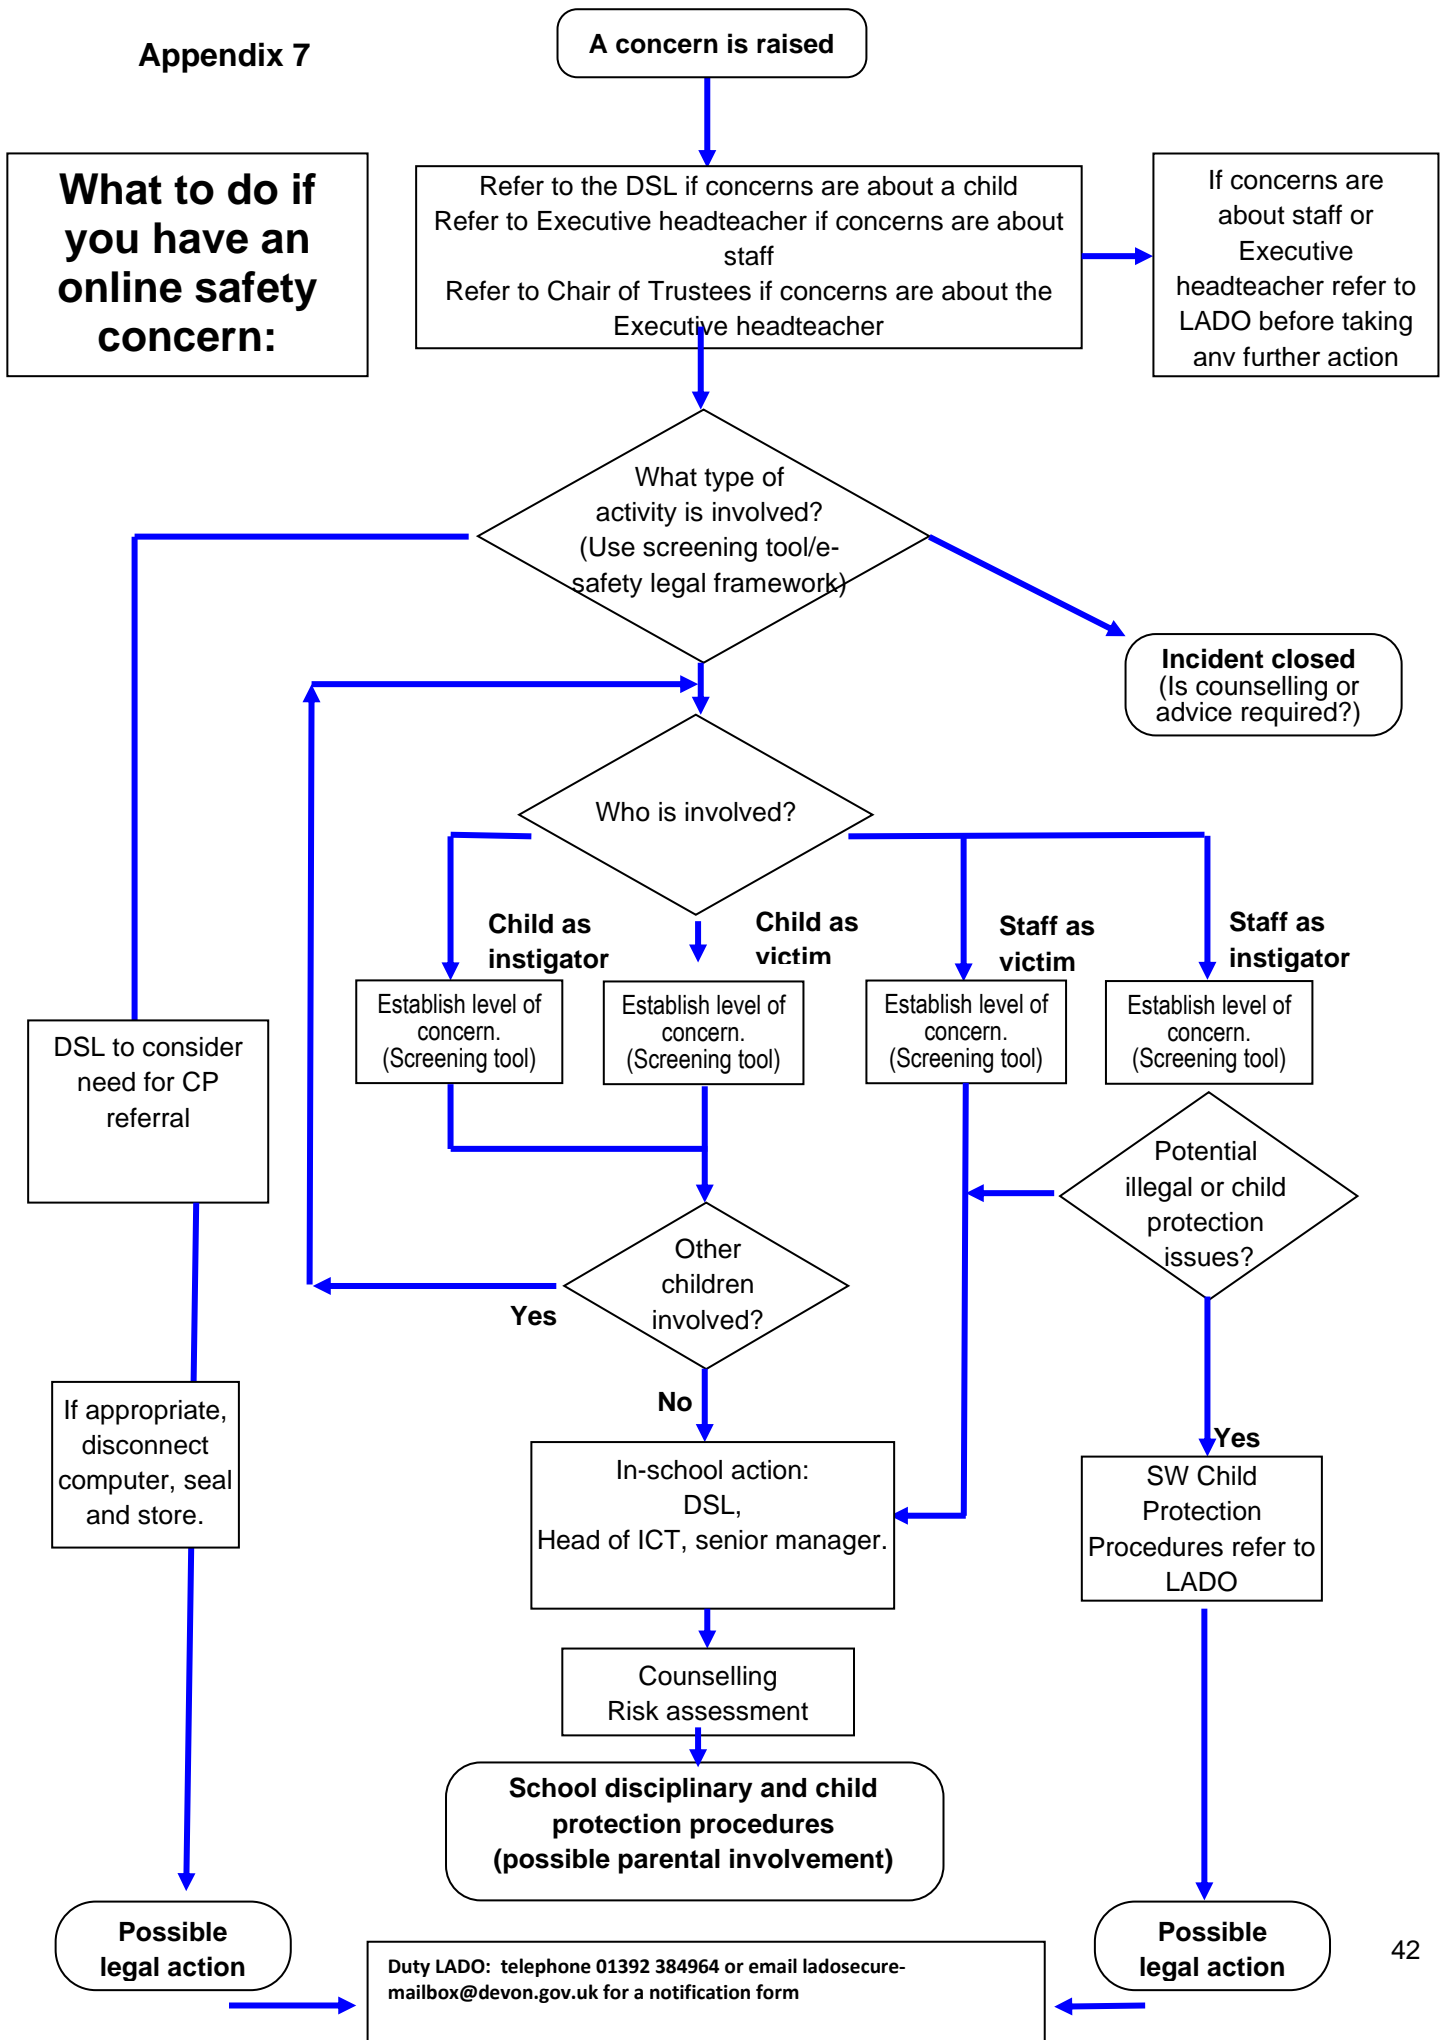 Appendix 7
A concern is raised
What to do if
you have an
online safety
concern:
Refer to the DSL if concerns are about a child
Refer to Executive headteacher if concerns are about
staff
Refer to Chair of Trustees if concerns are about the
Executive headteacher
If concerns are
about staff or
Executive
headteacher refer to
LADO before taking
any further action
What type of
activity is involved?
(Use screening tool/e-
safety legal framework)
Incident closed
(Is counselling or
advice required?)
Who is involved?
Child as
instigator
Child as
victim
Staff as
victim
Staff as
instigator
Establish level of
concern.
(Screening tool)
Establish level of
concern.
(Screening tool)
Establish level of
concern.
(Screening tool)
Establish level of
concern.
(Screening tool)
DSL to consider
need for CP
referral
Potential
illegal or child
protection
issues?
Other
children
involved?
Yes
No
Yes
If appropriate,
disconnect
computer, seal
and store.
In-school action:
DSL,
Head of ICT, senior manager.
SW Child
Protection
Procedures refer to
LADO
Counselling
Risk assessment
School disciplinary and child
protection procedures
(possible parental involvement)
Possible
legal action
Possible
legal action
Duty LADO:  telephone 01392 384964 or email ladosecure-
mailbox@devon.gov.uk for a notification form
42